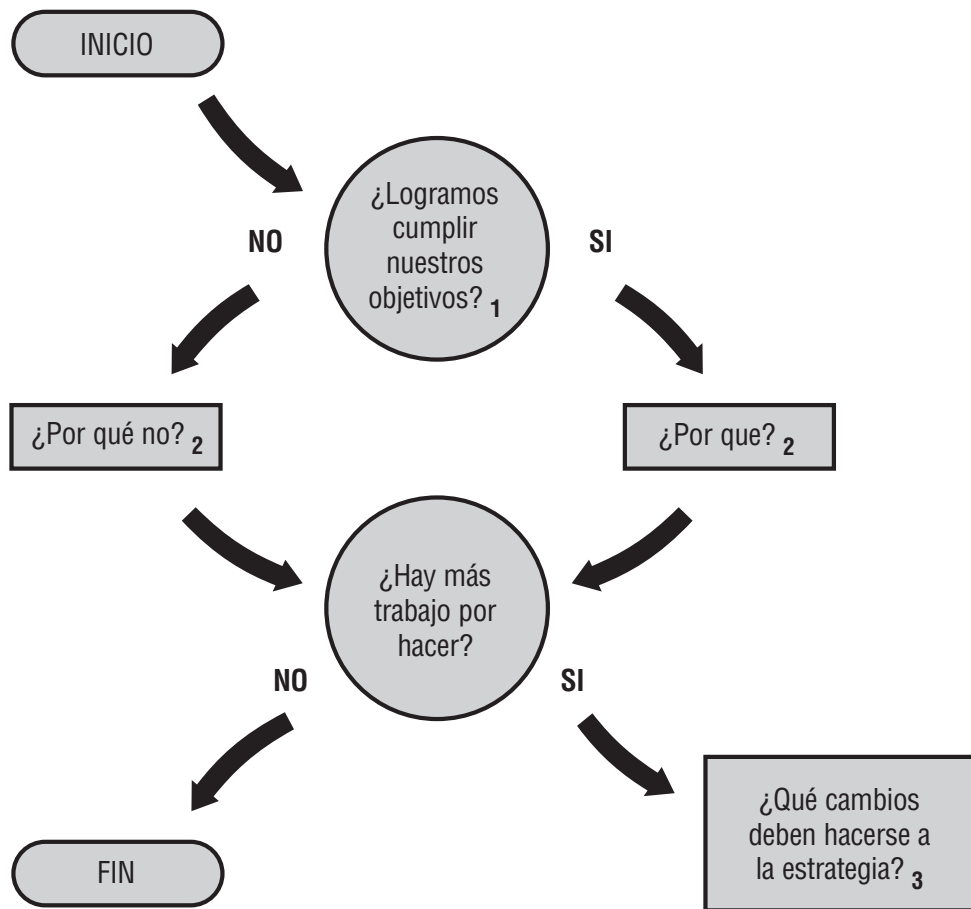 INICIO
¿Logramos
cumplir
nuestros
objetivos? 1
NO
SI
¿Por qué no? 2
¿Por que? 2
¿Hay más
trabajo por
hacer?
NO
SI
FIN
¿Qué cambios
deben hacerse a
la estrategia? 3